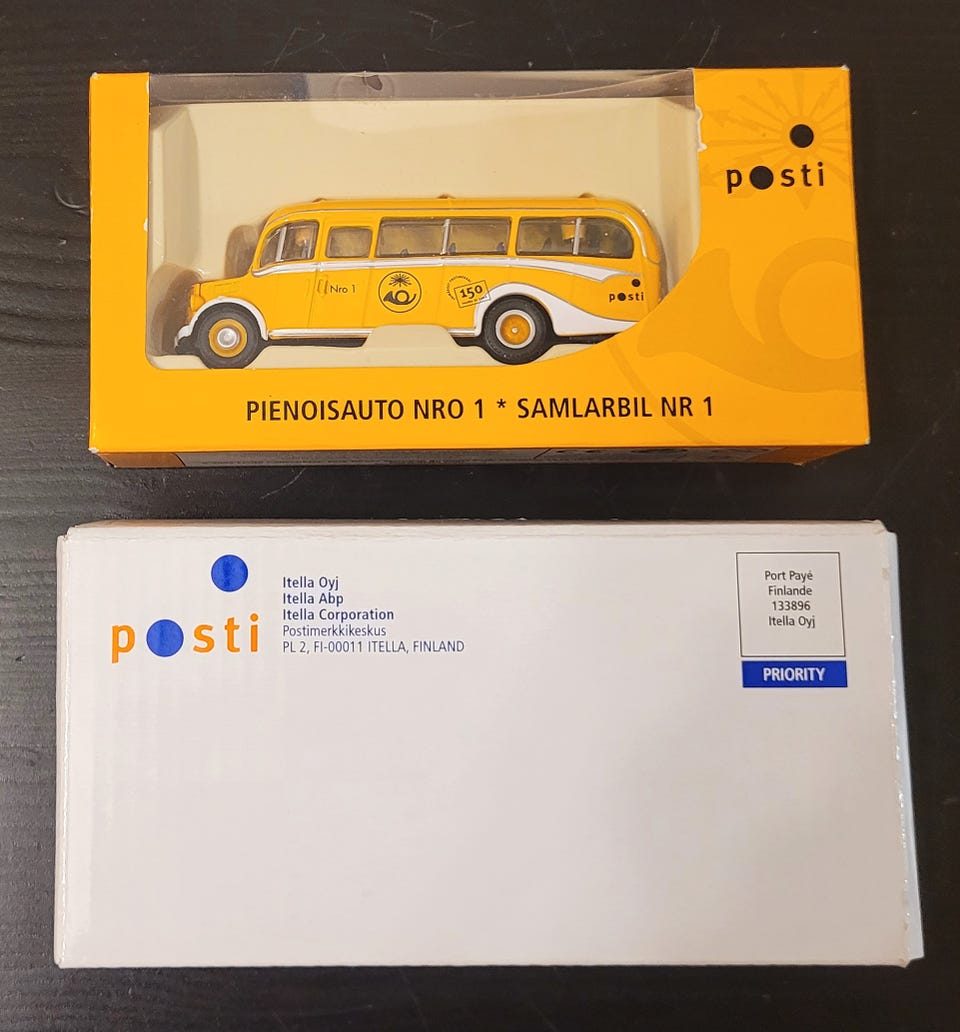 posti
Nro 1
150
posti
PIENOISAUTO NRO 1 * SAMLARBIL NR 1
posti
Itella Oyj
Itella Abp
Itella Corporation
Postimerkkikeskus
PL 2, FI-00011 ITELLA, FINLAND
Port Payé
Finlande
133896
Itella Oyj
PRIORITY